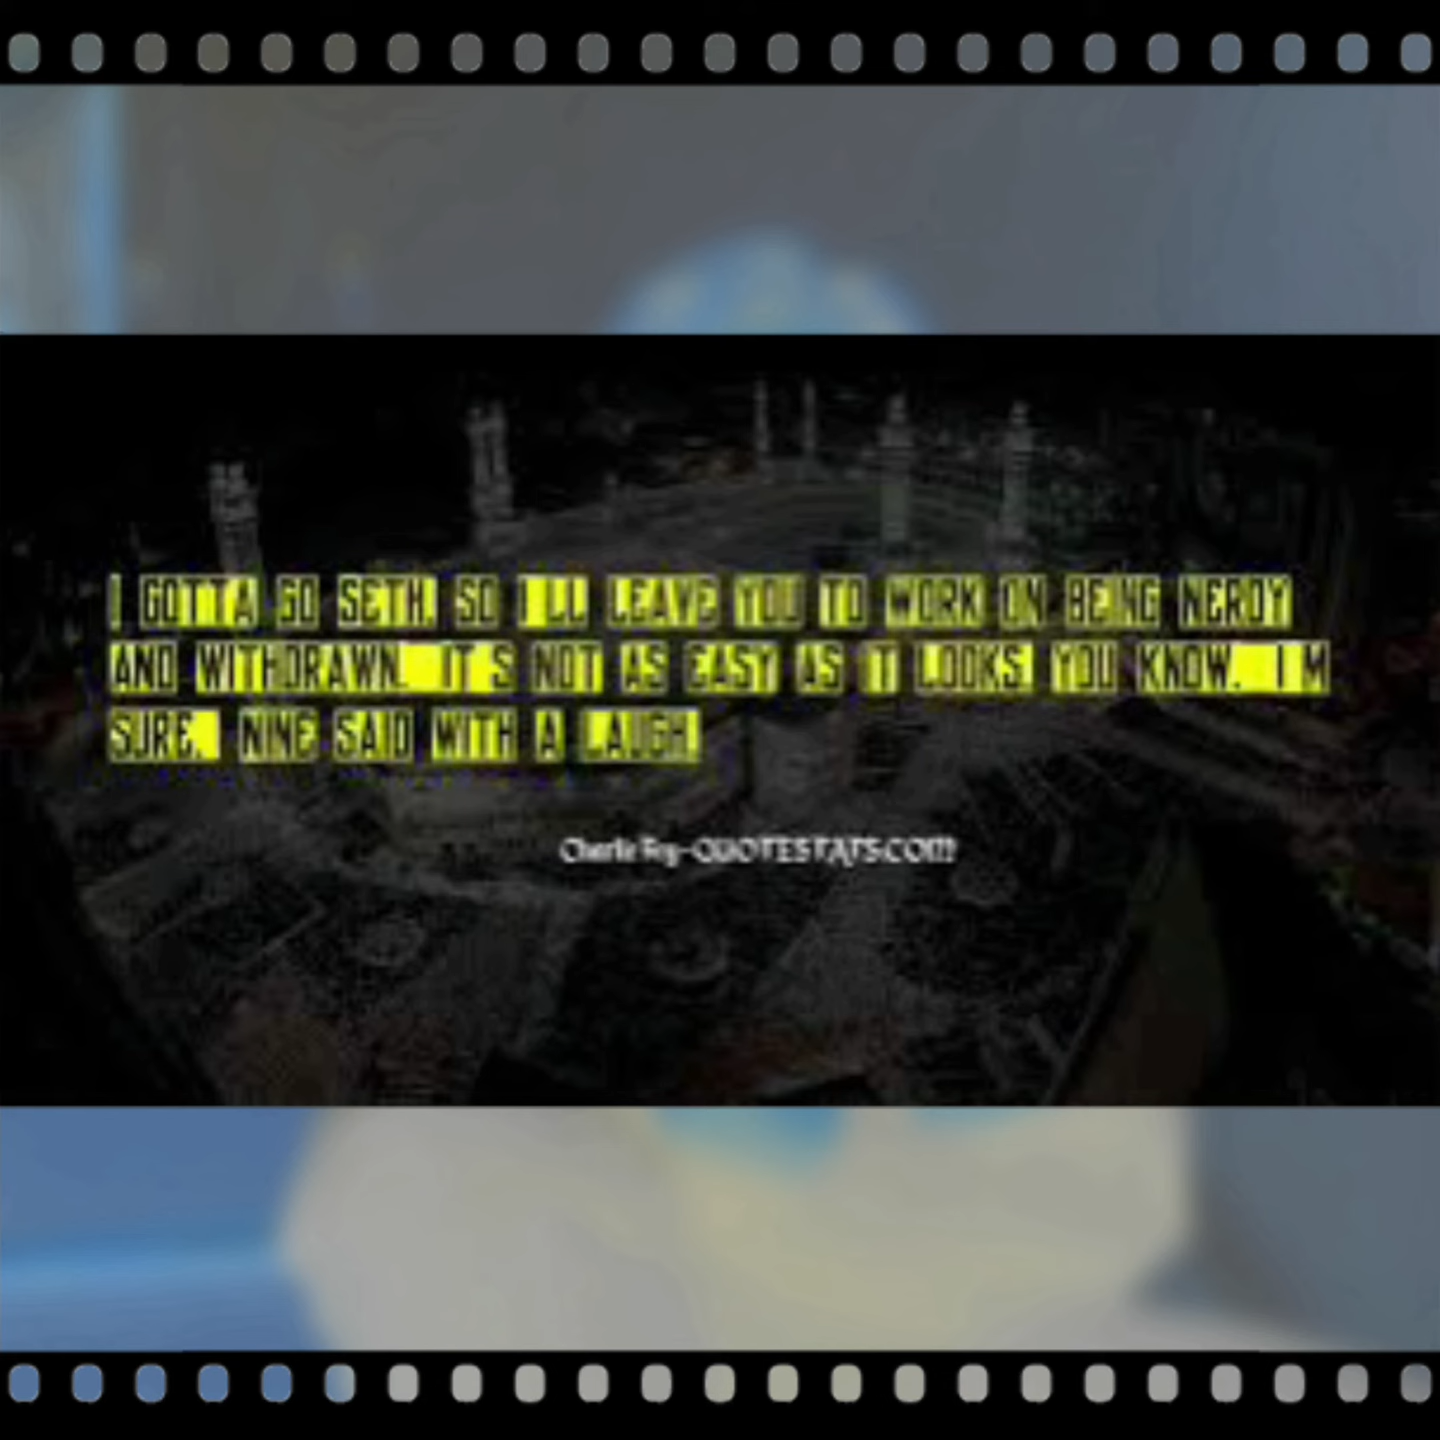 I GOTTA GO SETH, SO I'LL LEAVE YOU TO WORK ON BEING NERDY
AND WITHDRAWN. IT'S NOT AS EASY AS IT LOOKS, YOU KNOW. I'M
SURE. NINE SAID WITH A LAUGH.
Charlie -QUOTESTATS.COM